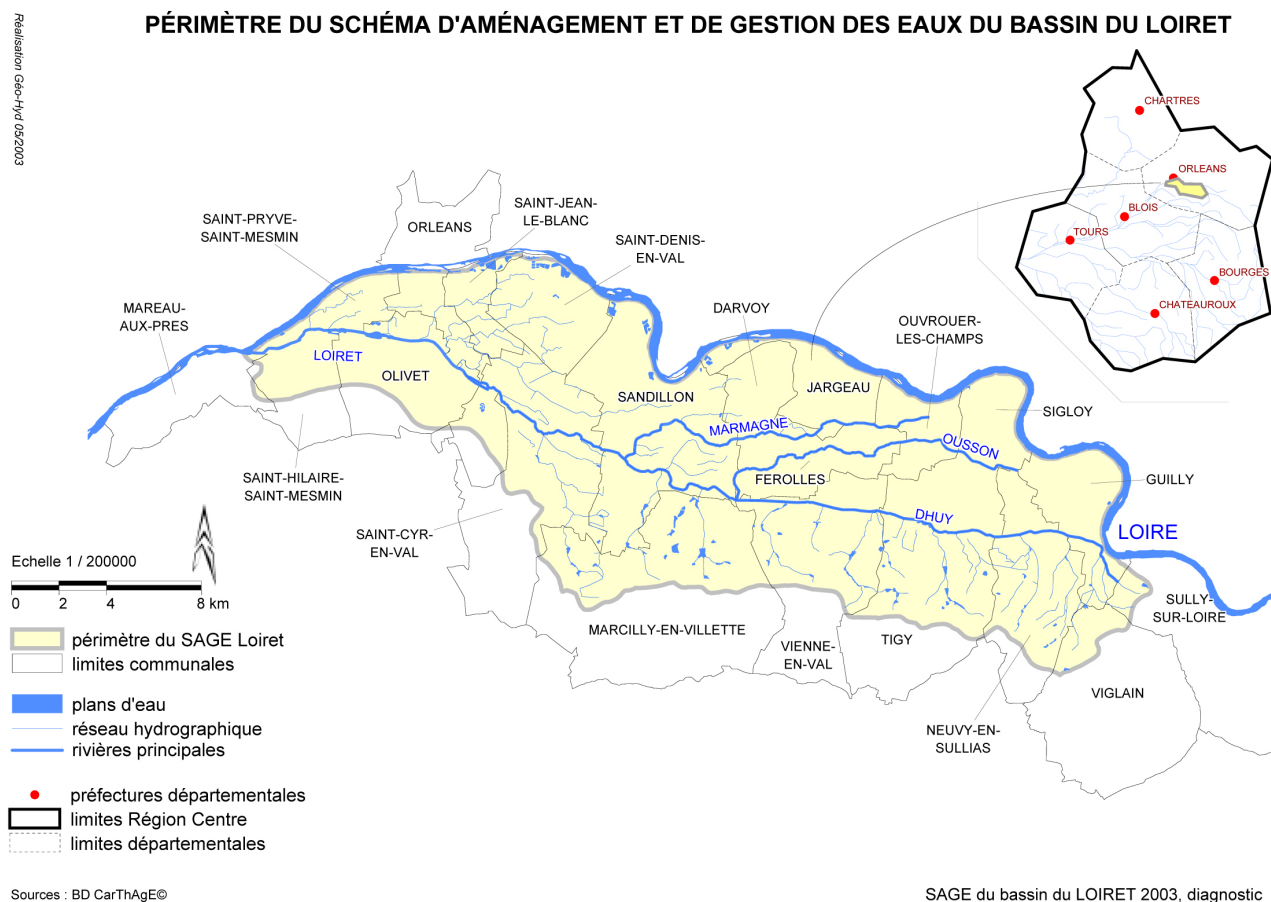 PÉRIMÈTRE DU SCHÉMA D'AMÉNAGEMENT ET DE GESTION DES EAUX DU BASSIN DU LOIRET
Réalisation Géo-Hyd 05/2003
CHARTRES
ORLEANS
BLOIS
TOURS
BOURGES
CHATEAUROUX
SAINT-PRYVE-
SAINT-MESMIN
ORLEANS
SAINT-JEAN-
LE-BLANC
SAINT-DENIS-
EN-VAL
MAREAU-
AUX-PRES
DARVOY
OUVROUER-
LES-CHAMPS
LOIRET
OLIVET
SANDILLON
JARGEAU
SIGLOY
MARMAGNE
OUSSON
SAINT-HILAIRE-
SAINT-MESMIN
FEROLLES
GUILLY
DHUY
LOIRE
SAINT-CYR-
EN-VAL
SULLY-
SUR-LOIRE
MARCILLY-EN-VILLETTE
VIENNE-
EN-VAL
TIGY
VIGLAIN
NEUVY-EN-
SULLIAS
Echelle 1 / 200000
0 2 4 8 km
périmètre du SAGE Loiret
limites communales
plans d'eau
réseau hydrographique
rivières principales
préfectures départementales
limites Région Centre
limites départementales
Sources : BD CarThAgE©
SAGE du bassin du LOIRET 2003, diagnostic